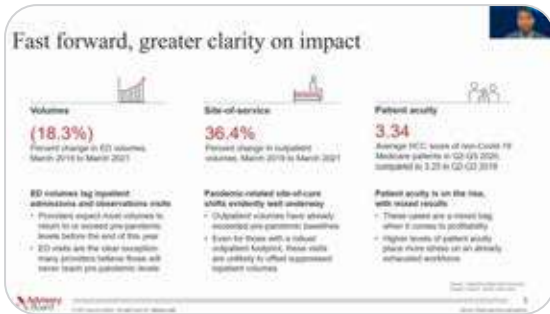 Fast forward, greater clarity on impact
Volumes
(18.3%)
Percent change in ED volumes,
March 2019 to March 2021
ED volumes lag inpatient
admissions and observations visits
• Providers expect most volumes to
return to or exceed pre-pandemic
levels before the end of this year
• ED visits are the clear exception:
many providers believe those will
never reach pre-pandemic levels
Site-of-service
36.4%
Percent change in outpatient
volumes, March 2019 to March 2021
Pandemic-related site-of-care
shifts evidently well underway
• Outpatient volumes have already
exceeded pre-pandemic baselines
• Even for those with a robust
outpatient footprint, these visits
are unlikely to offset suppressed
inpatient volumes
Patient acuity
3.34
Average HCC score of non-Covid-19
Medicare patients in Q2-Q3 2020,
compared to 3.25 in Q2-Q3 2019
Patient acuity is on the rise,
with mixed results
• These cases are a mixed bag
when it comes to profitability
• Higher levels of patient acuity
place more stress on an already
exhausted workforce
Advisory
Board